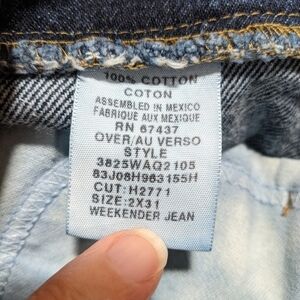 100% COTTON
COTON
ASSEMBLED IN MEXICO
FABRIQUE AUX MEXIQUE
RN 67437
OVER/AU VERSO
STYLE
3825WAQ2105
83J08H963155H
CUT: H2771
SIZE: 2X31
WEEKENDER JEAN